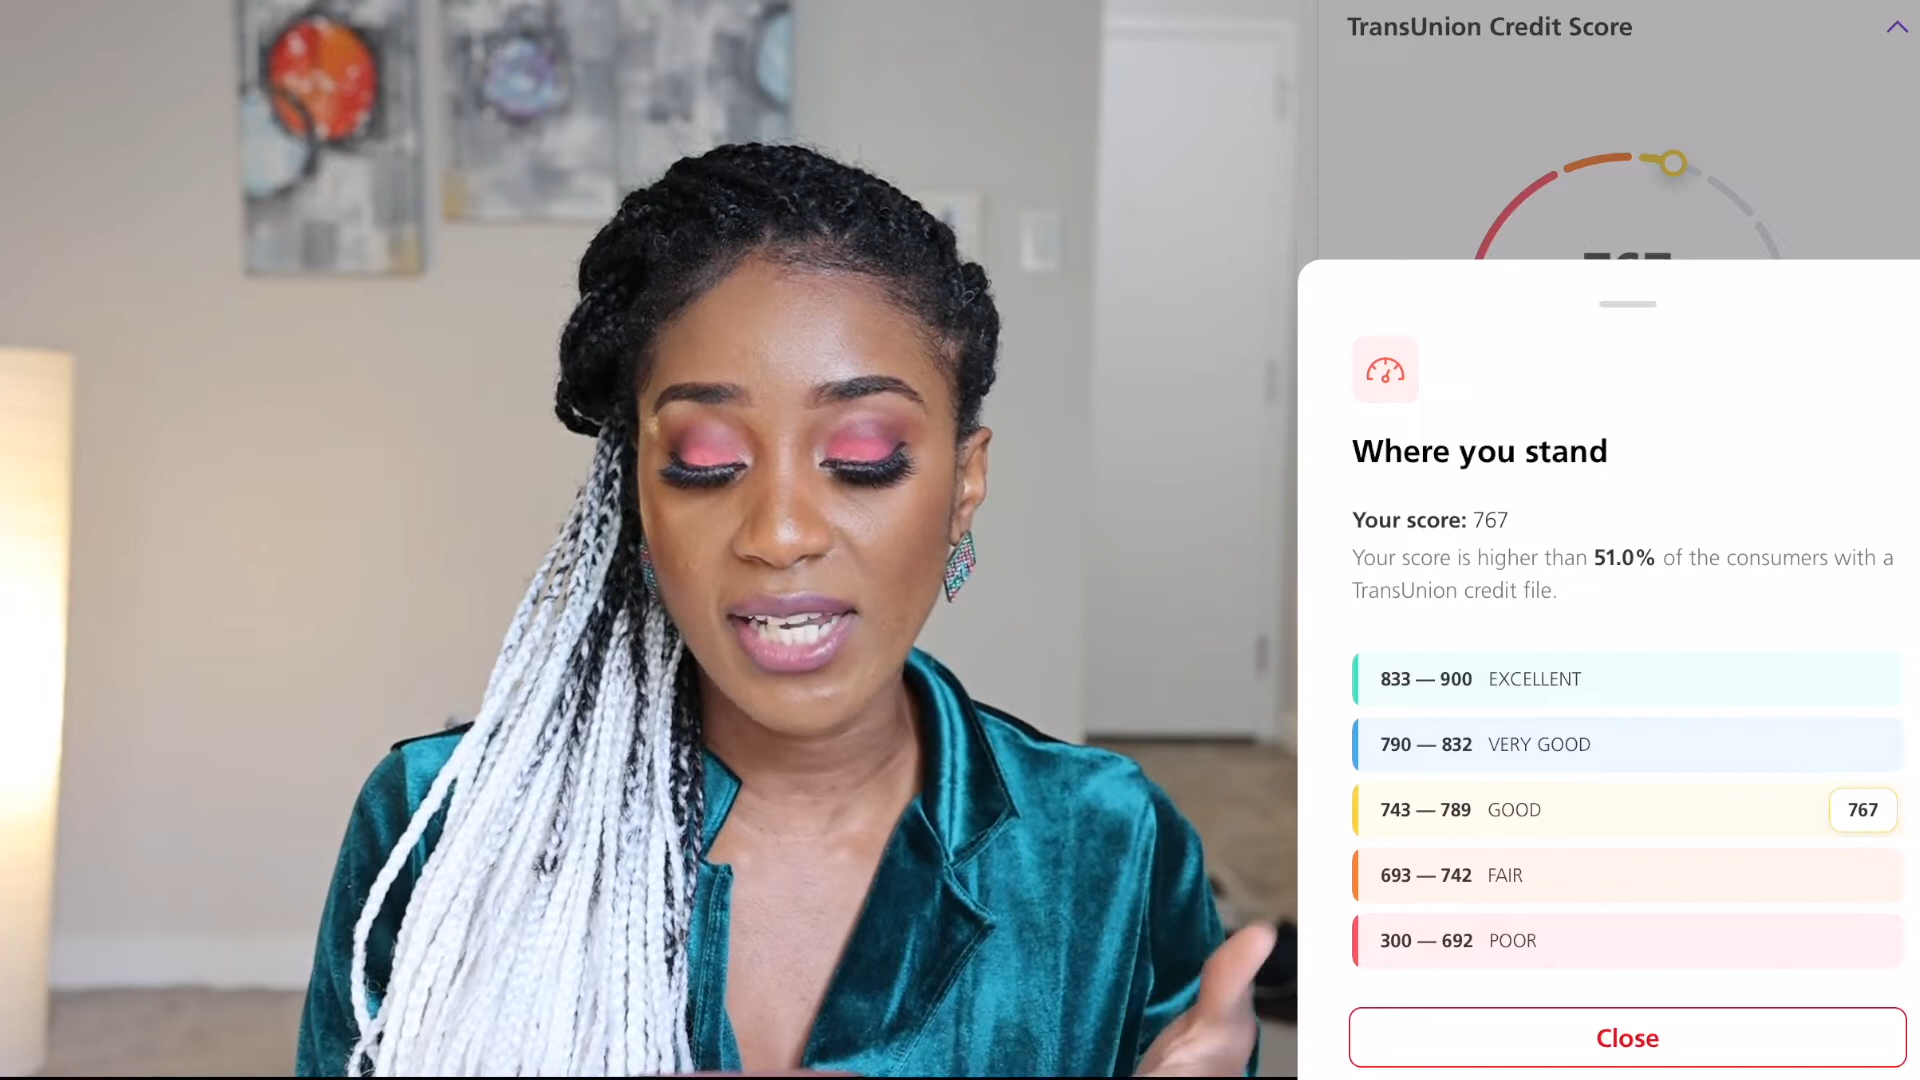 TransUnion Credit Score
767
Where you stand
Your score: 767
Your score is higher than 51.0% of the consumers with a
TransUnion credit file.
833 — 900 EXCELLENT
790 — 832 VERY GOOD
743 — 789 GOOD 767
693 — 742 FAIR
300 — 692 POOR
Close